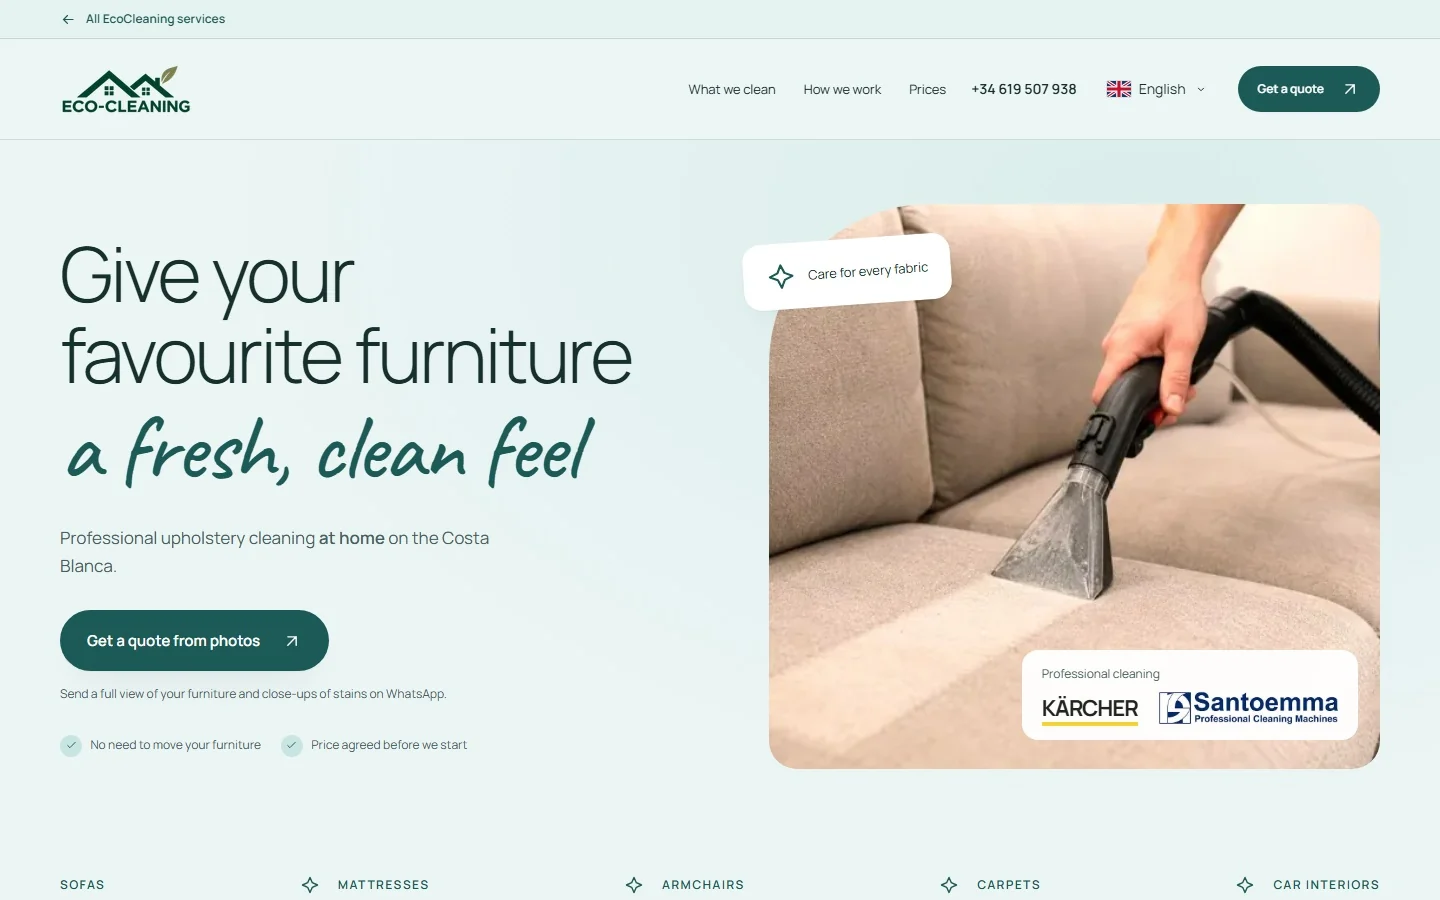 All EcoCleaning services
ECO-CLEANING
What we clean
How we work
Prices
+34 619 507 938
English
Get a quote
Give your
favourite furniture
a fresh, clean feel
Professional upholstery cleaning at home on the Costa
Blanca.
Get a quote from photos
Send a full view of your furniture and close-ups of stains on WhatsApp.
No need to move your furniture
Price agreed before we start
Care for every fabric
Professional cleaning
KÄRCHER
Santoemma
Professional Cleaning Machines
SOFAS
MATTRESSES
ARMCHAIRS
CARPETS
CAR INTERIORS